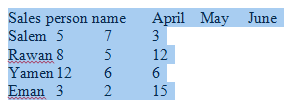 Sales person name April May June
Salem 5 7 3
Rawan 8 5 12
Yamen 12 6 6
Eman 3 2 15